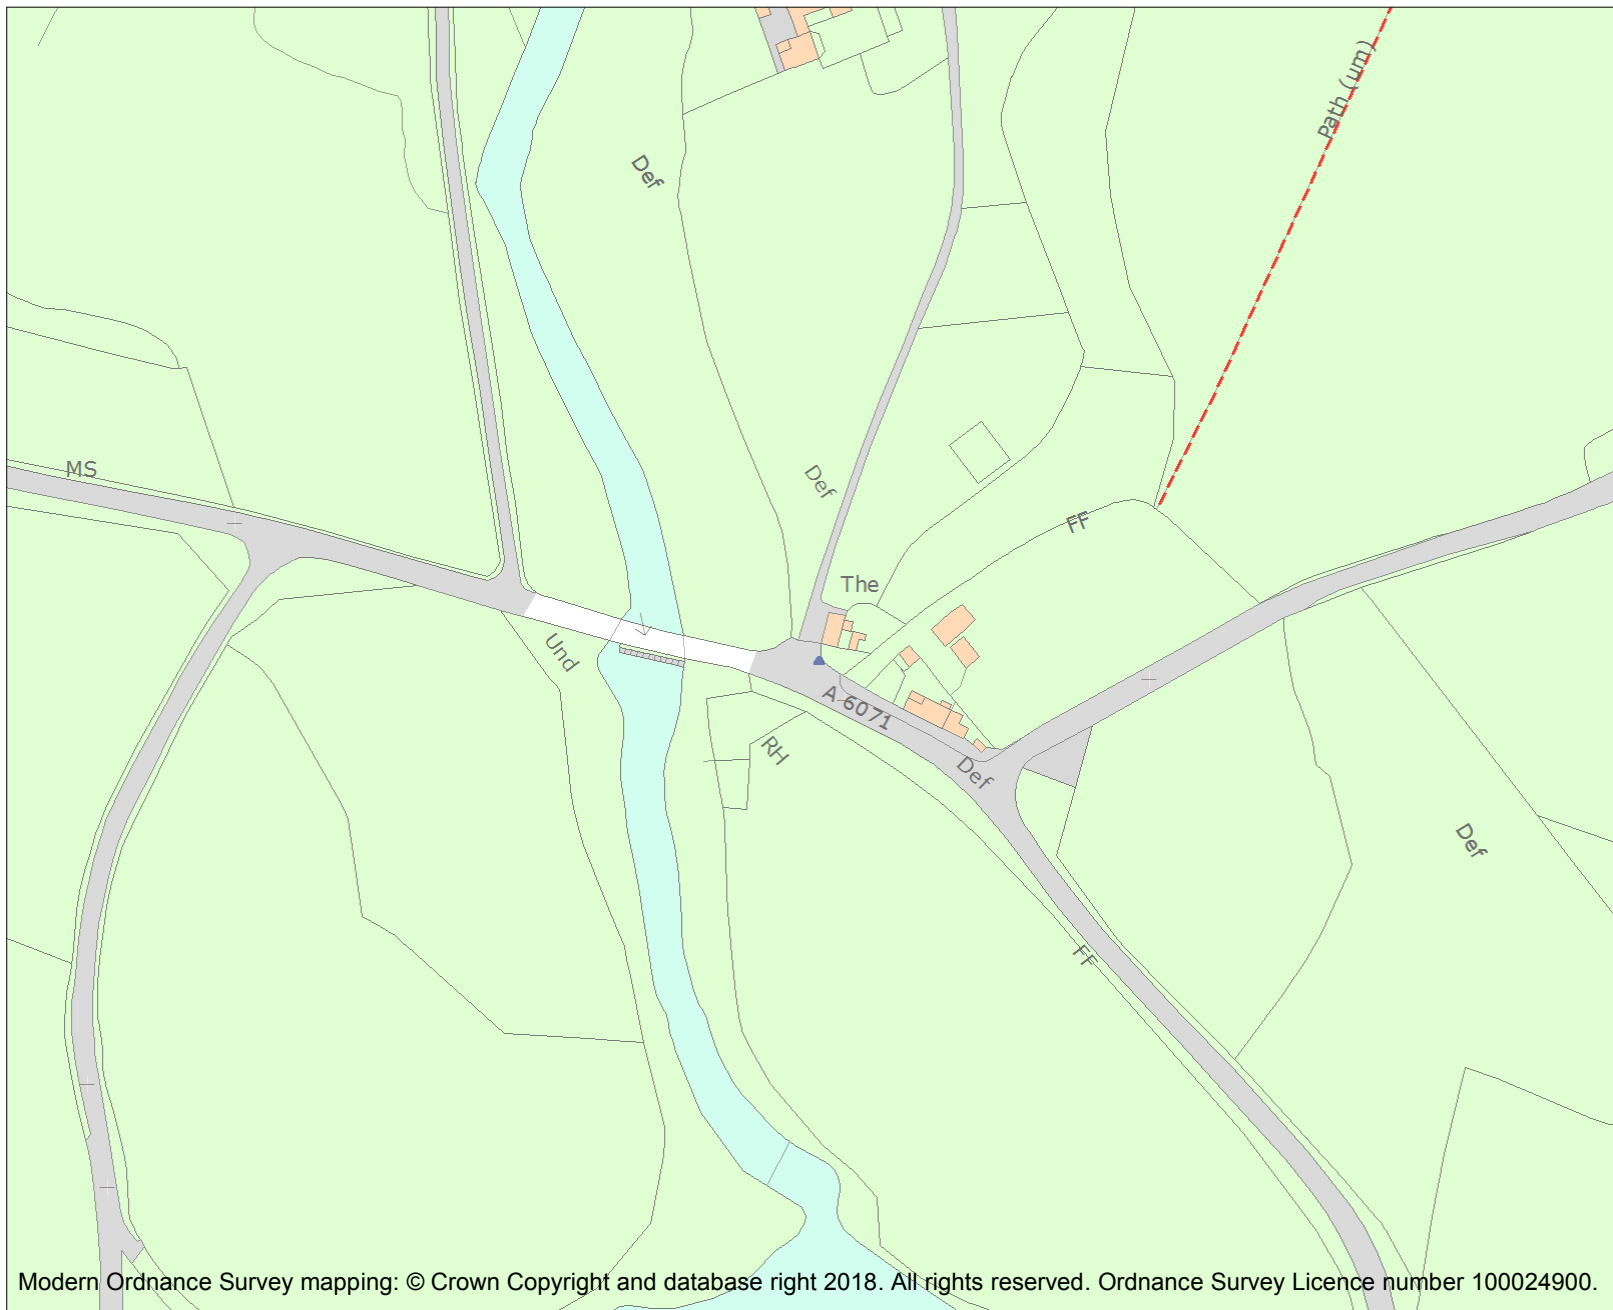 Path (um)
Def
MS
Def
FF
The
Und
A 6071
RH
Def
Def
FF
Modern Ordnance Survey mapping: © Crown Copyright and database right 2018. All rights reserved. Ordnance Survey Licence number 100024900.